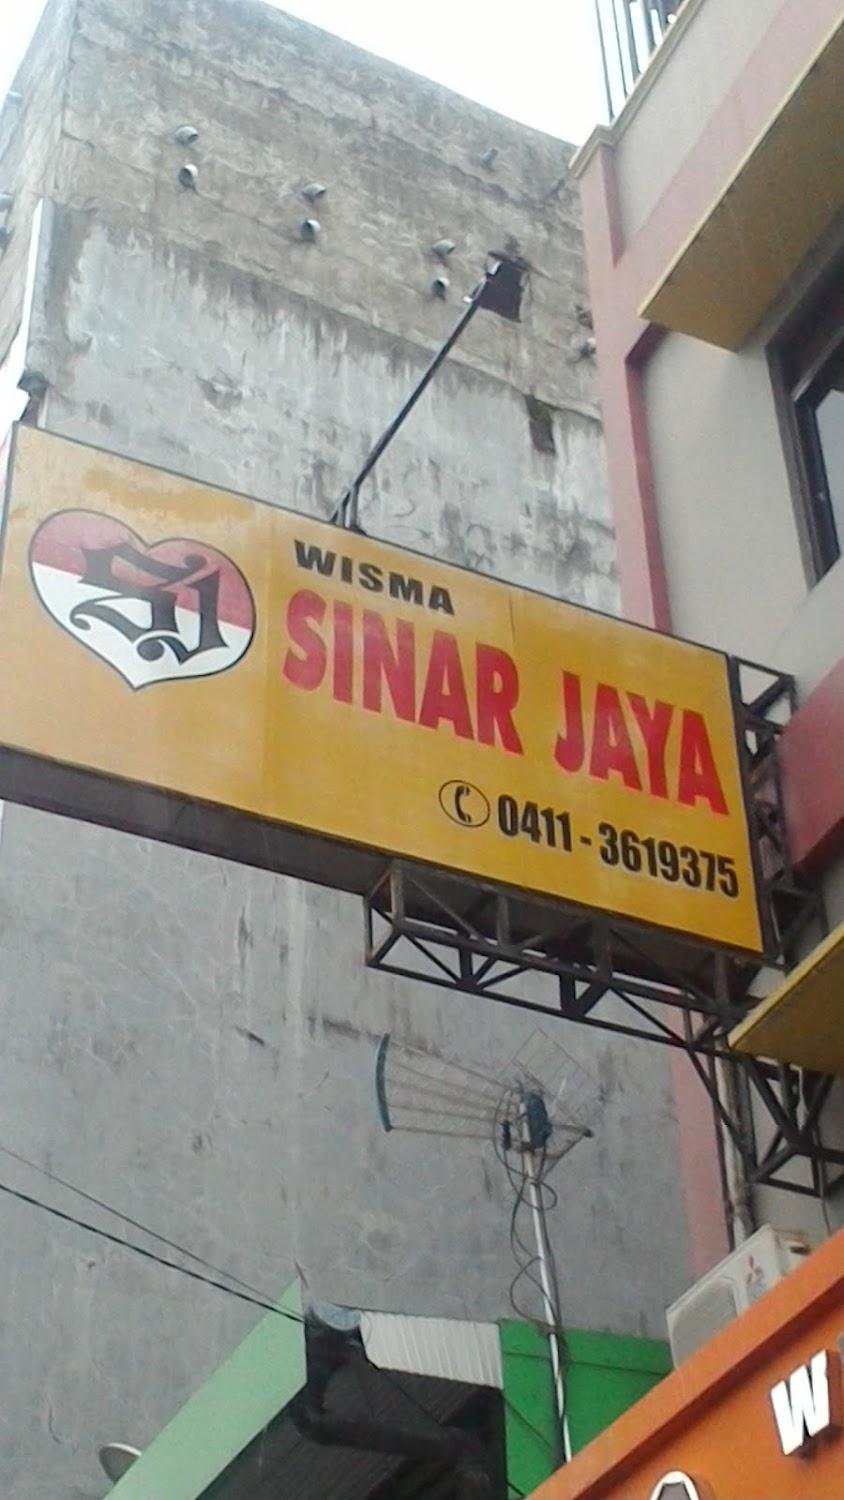 SJ
WISMA
SINAR JAYA
0411 - 3619375
W